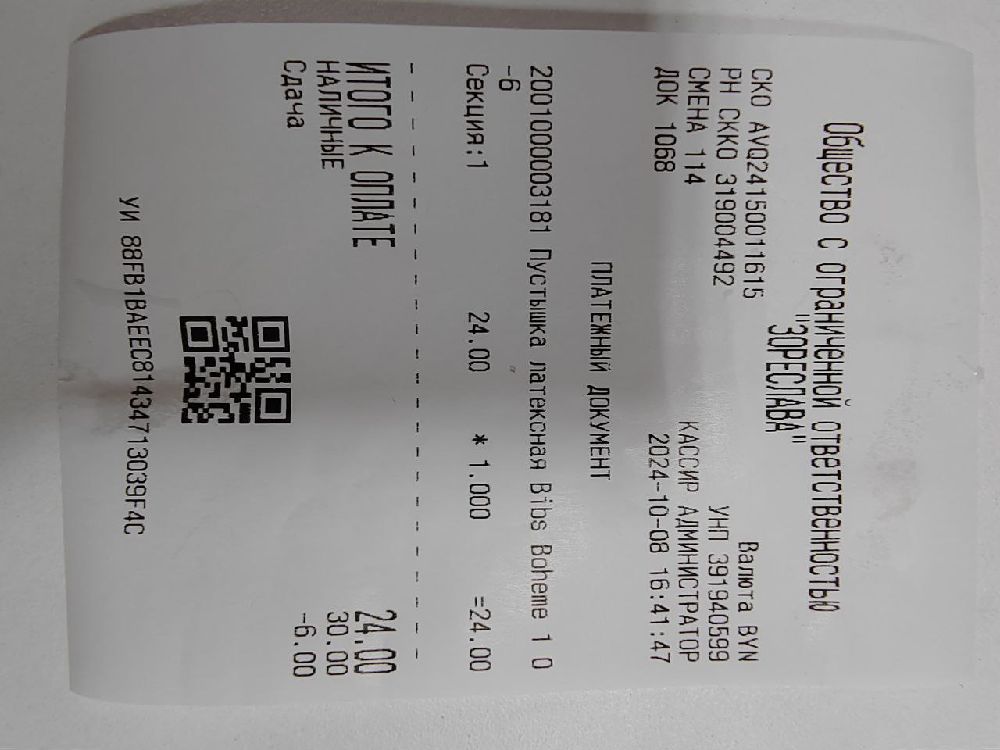 Общество с ограниченной ответственностью
"ЗОРЕСЛАВА"
Валюта BYN
СКО AVQ24150011615
УНП 391940599
РН СККО 319004492
КАССИР АДМИНИСТРАТОР
СМЕНА 114
2024-10-08 16:41:47
ДОК 1068
ПЛАТЕЖНЫЙ ДОКУМЕНТ
2001000003181 Пустышка латексная Bibs Boheme 1 0
-6
Секция:1 24.00 * 1.000 =24.00
ИТОГО К ОПЛАТЕ 24.00
НАЛИЧНЫЕ 30.00
Сдача -6.00
УИ 88FB1BAEEC81434713039F4C